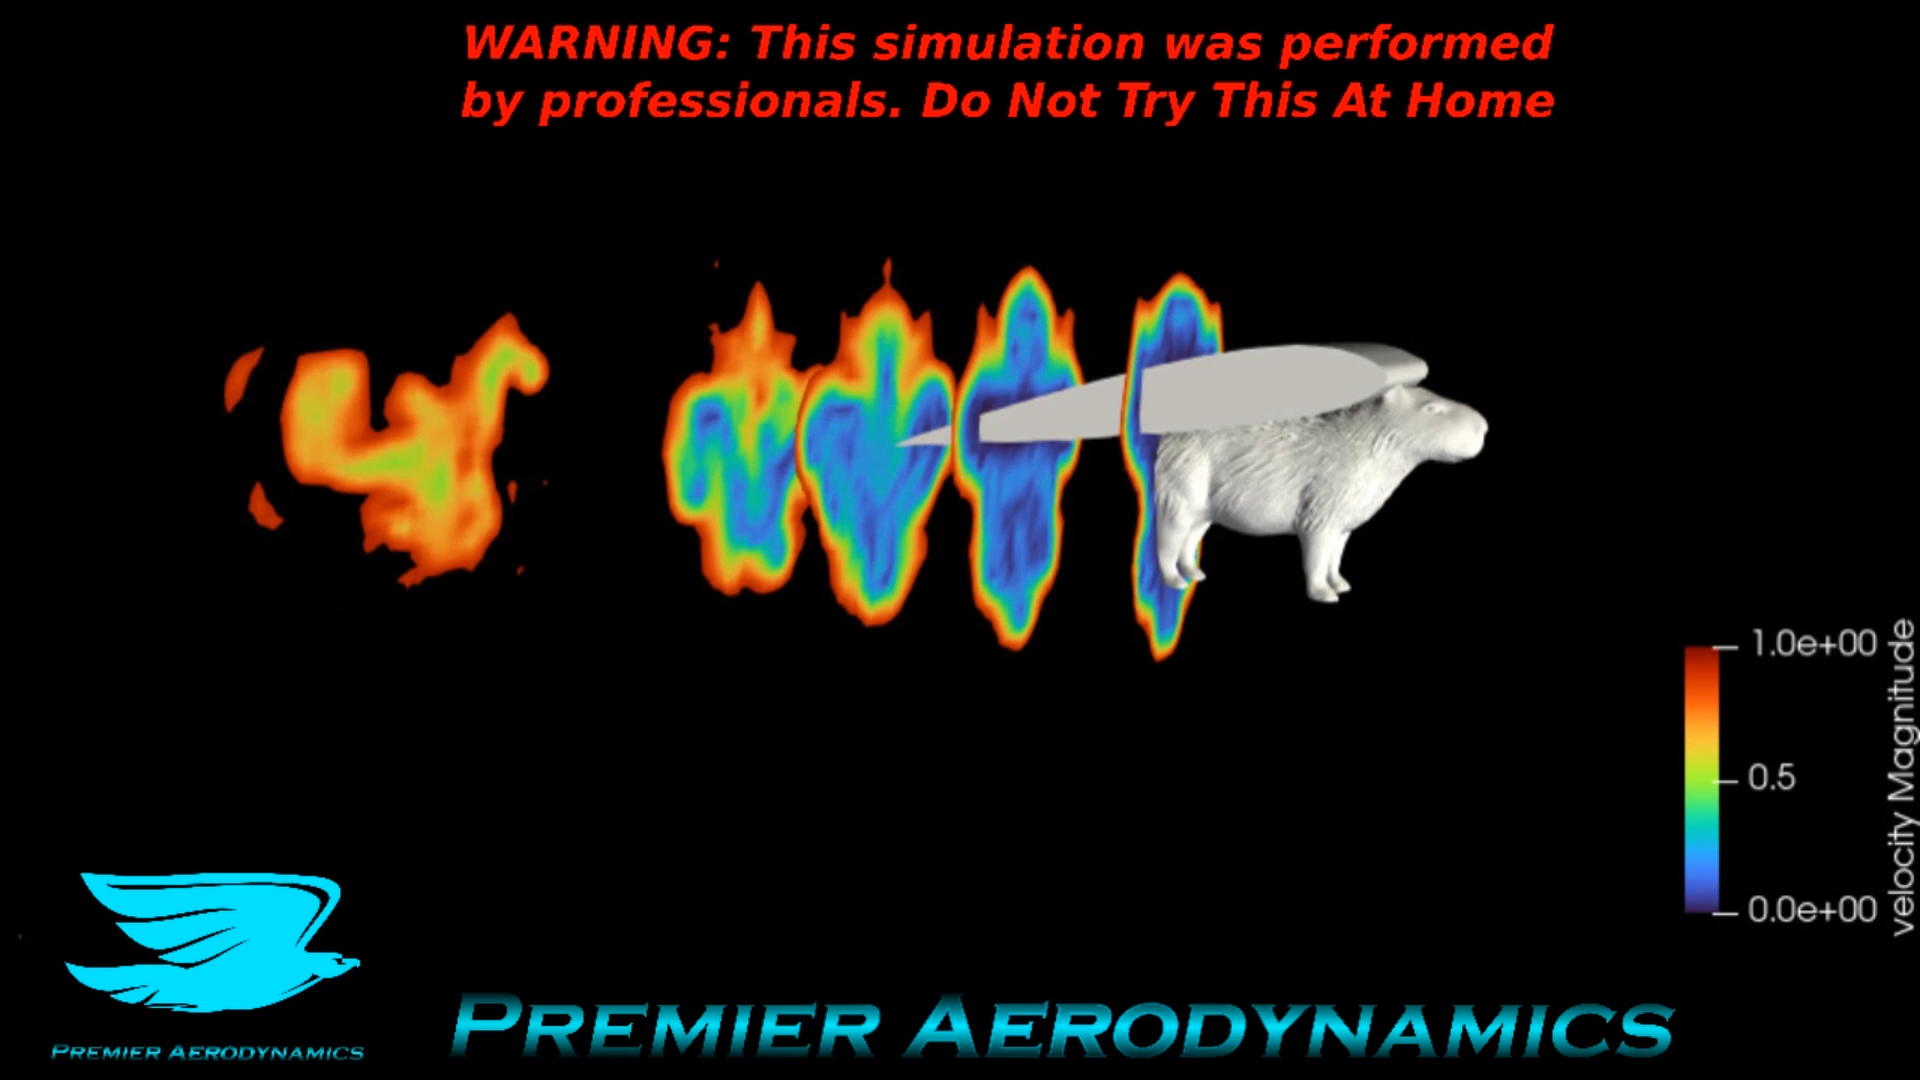 WARNING: This simulation was performed
by professionals. Do Not Try This At Home
1.0e+00
0.5
0.0e+00
velocity Magnitude
PREMIER AERODYNAMICS
PREMIER AERODYNAMICS